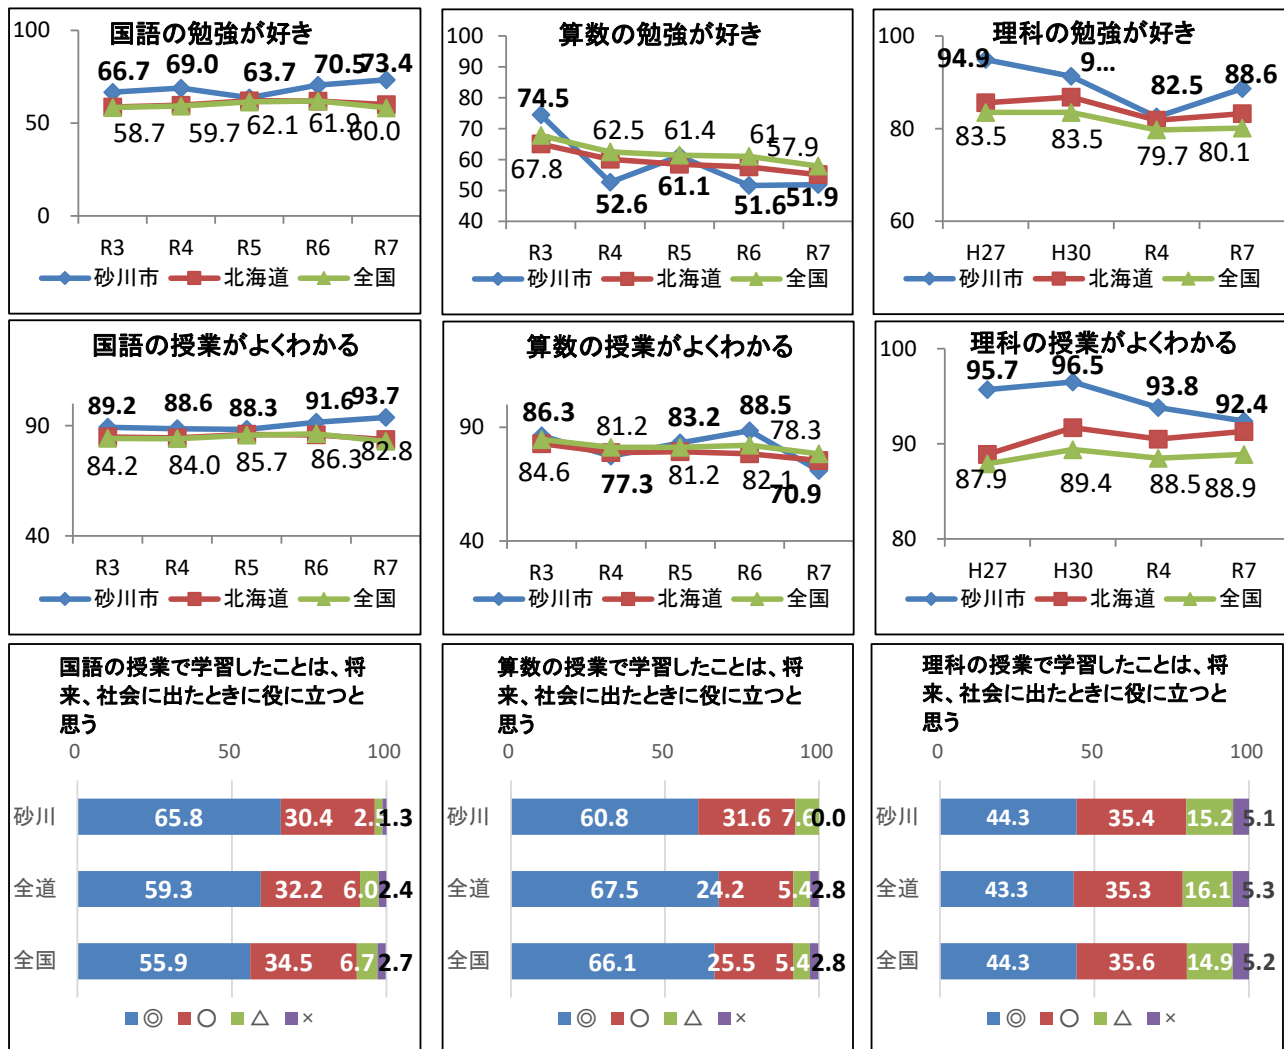 国語の勉強が好き
100
50
0
66.7 69.0 63.7 70.5 73.4
58.7 59.7 62.1 61.9 60.0
R3 R4 R5 R6 R7
砂川市 北海道 全国
算数の勉強が好き
100
90
80
70
60
50
40
74.5
62.5 61.4 61 57.9
67.8
52.6 61.1 51.6 51.9
R3 R4 R5 R6 R7
砂川市 北海道 全国
理科の勉強が好き
100
80
60
94.9 9... 82.5 88.6
83.5 83.5 79.7 80.1
H27 H30 R4 R7
砂川市 北海道 全国
国語の授業がよくわかる
90
40
89.2 88.6 88.3 91.6 93.7
84.2 84.0 85.7 86.3 82.8
R3 R4 R5 R6 R7
砂川市 北海道 全国
算数の授業がよくわかる
90
40
86.3 81.2 83.2 88.5 78.3
84.6 77.3 81.2 82.1 70.9
R3 R4 R5 R6 R7
砂川市 北海道 全国
理科の授業がよくわかる
100
90
80
95.7 96.5 93.8 92.4
87.9 89.4 88.5 88.9
H27 H30 R4 R7
砂川市 北海道 全国
国語の授業で学習したことは、将
来、社会に出たときに役に立つと
思う
0 50 100
砂川 65.8 30.4 2.5 1.3
全道 59.3 32.2 6.0 2.4
全国 55.9 34.5 6.7 2.7
◎ ○ △ ×
算数の授業で学習したことは、将
来、社会に出たときに役に立つと
思う
0 50 100
砂川 60.8 31.6 7.6 0.0
全道 67.5 24.2 5.4 2.8
全国 66.1 25.5 5.4 2.8
◎ ○ △ ×
理科の授業で学習したことは、将
来、社会に出たときに役に立つと
思う
0 50 100
砂川 44.3 35.4 15.2 5.1
全道 43.3 35.3 16.1 5.3
全国 44.3 35.6 14.9 5.2
◎ ○ △ ×